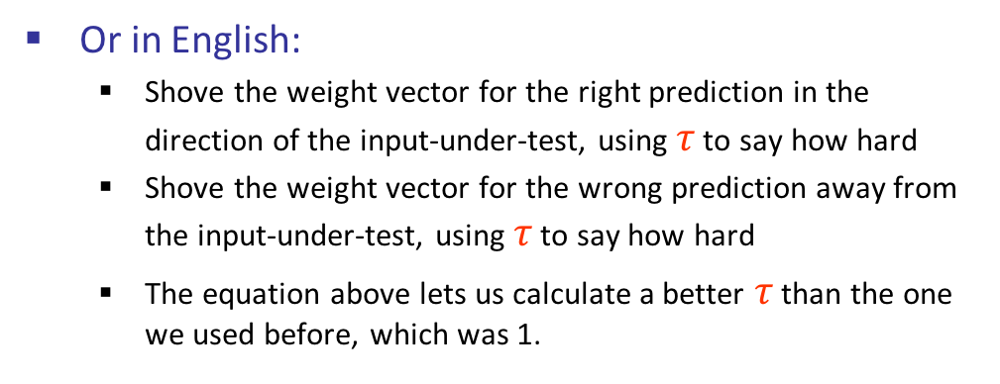 ▪ Or in English:
▪ Shove the weight vector for the right prediction in the
direction of the input-under-test, using τ to say how hard
▪ Shove the weight vector for the wrong prediction away from
the input-under-test, using τ to say how hard
▪ The equation above lets us calculate a better τ than the one
we used before, which was 1.